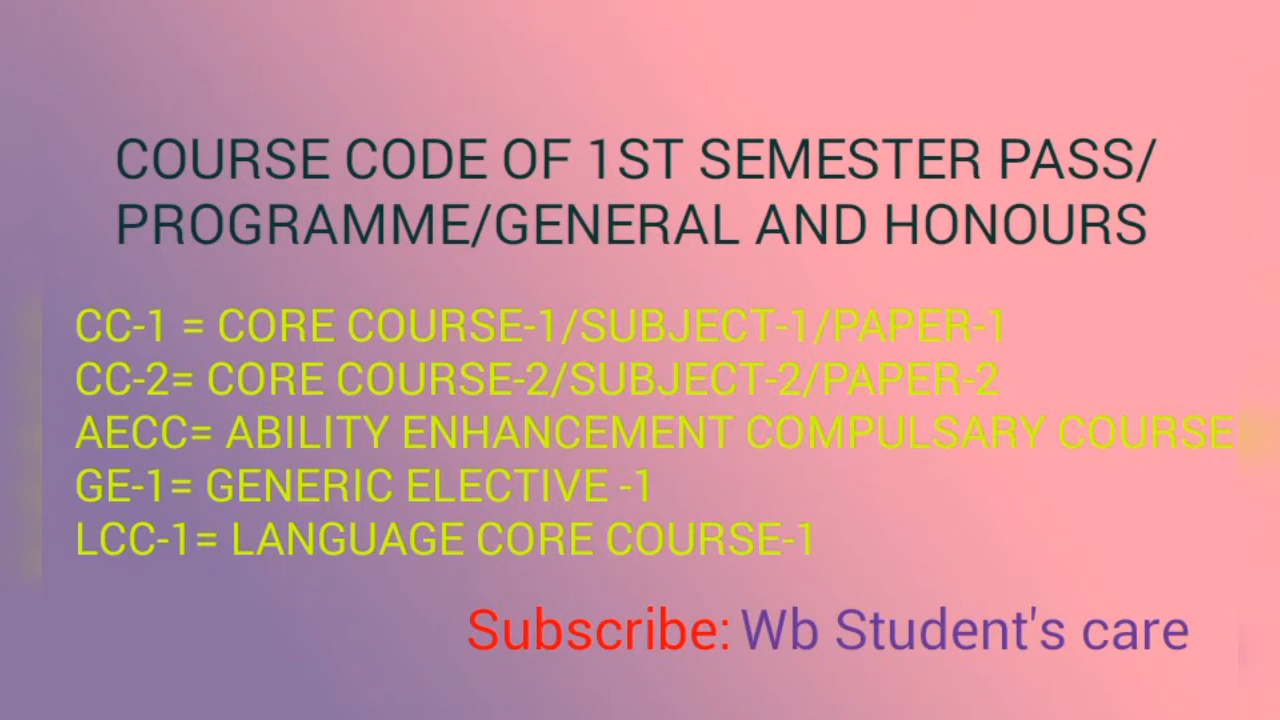 COURSE CODE OF 1ST SEMESTER PASS/
PROGRAMME/GENERAL AND HONOURS
CC-1 = CORE COURSE-1/SUBJECT-1/PAPER-1
CC-2= CORE COURSE-2/SUBJECT-2/PAPER-2
AECC= ABILITY ENHANCEMENT COMPULSARY COURSE
GE-1= GENERIC ELECTIVE -1
LCC-1= LANGUAGE CORE COURSE-1
Subscribe: Wb Student's care